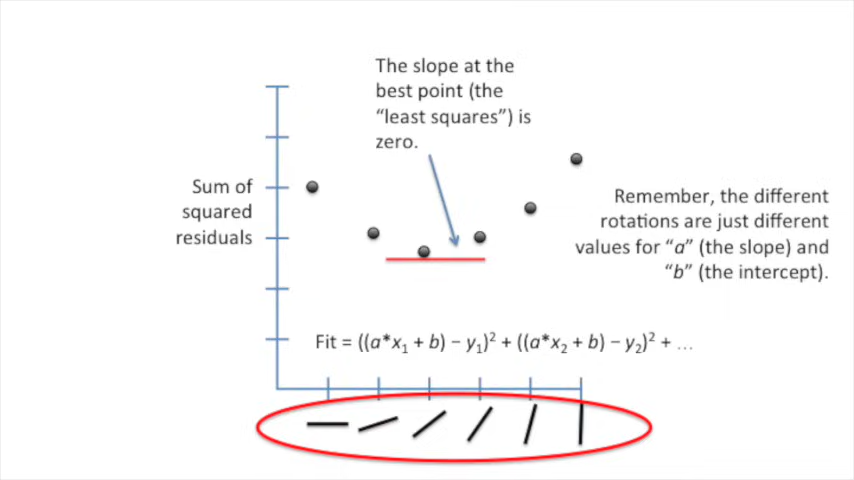 The slope at the
best point (the
“least squares”) is
zero.
Sum of
squared
residuals
Remember, the different
rotations are just different
values for “a” (the slope) and
“b” (the intercept).
Fit = ((a*x₁ + b) − y₁)² + ((a*x₂ + b) − y₂)² + …